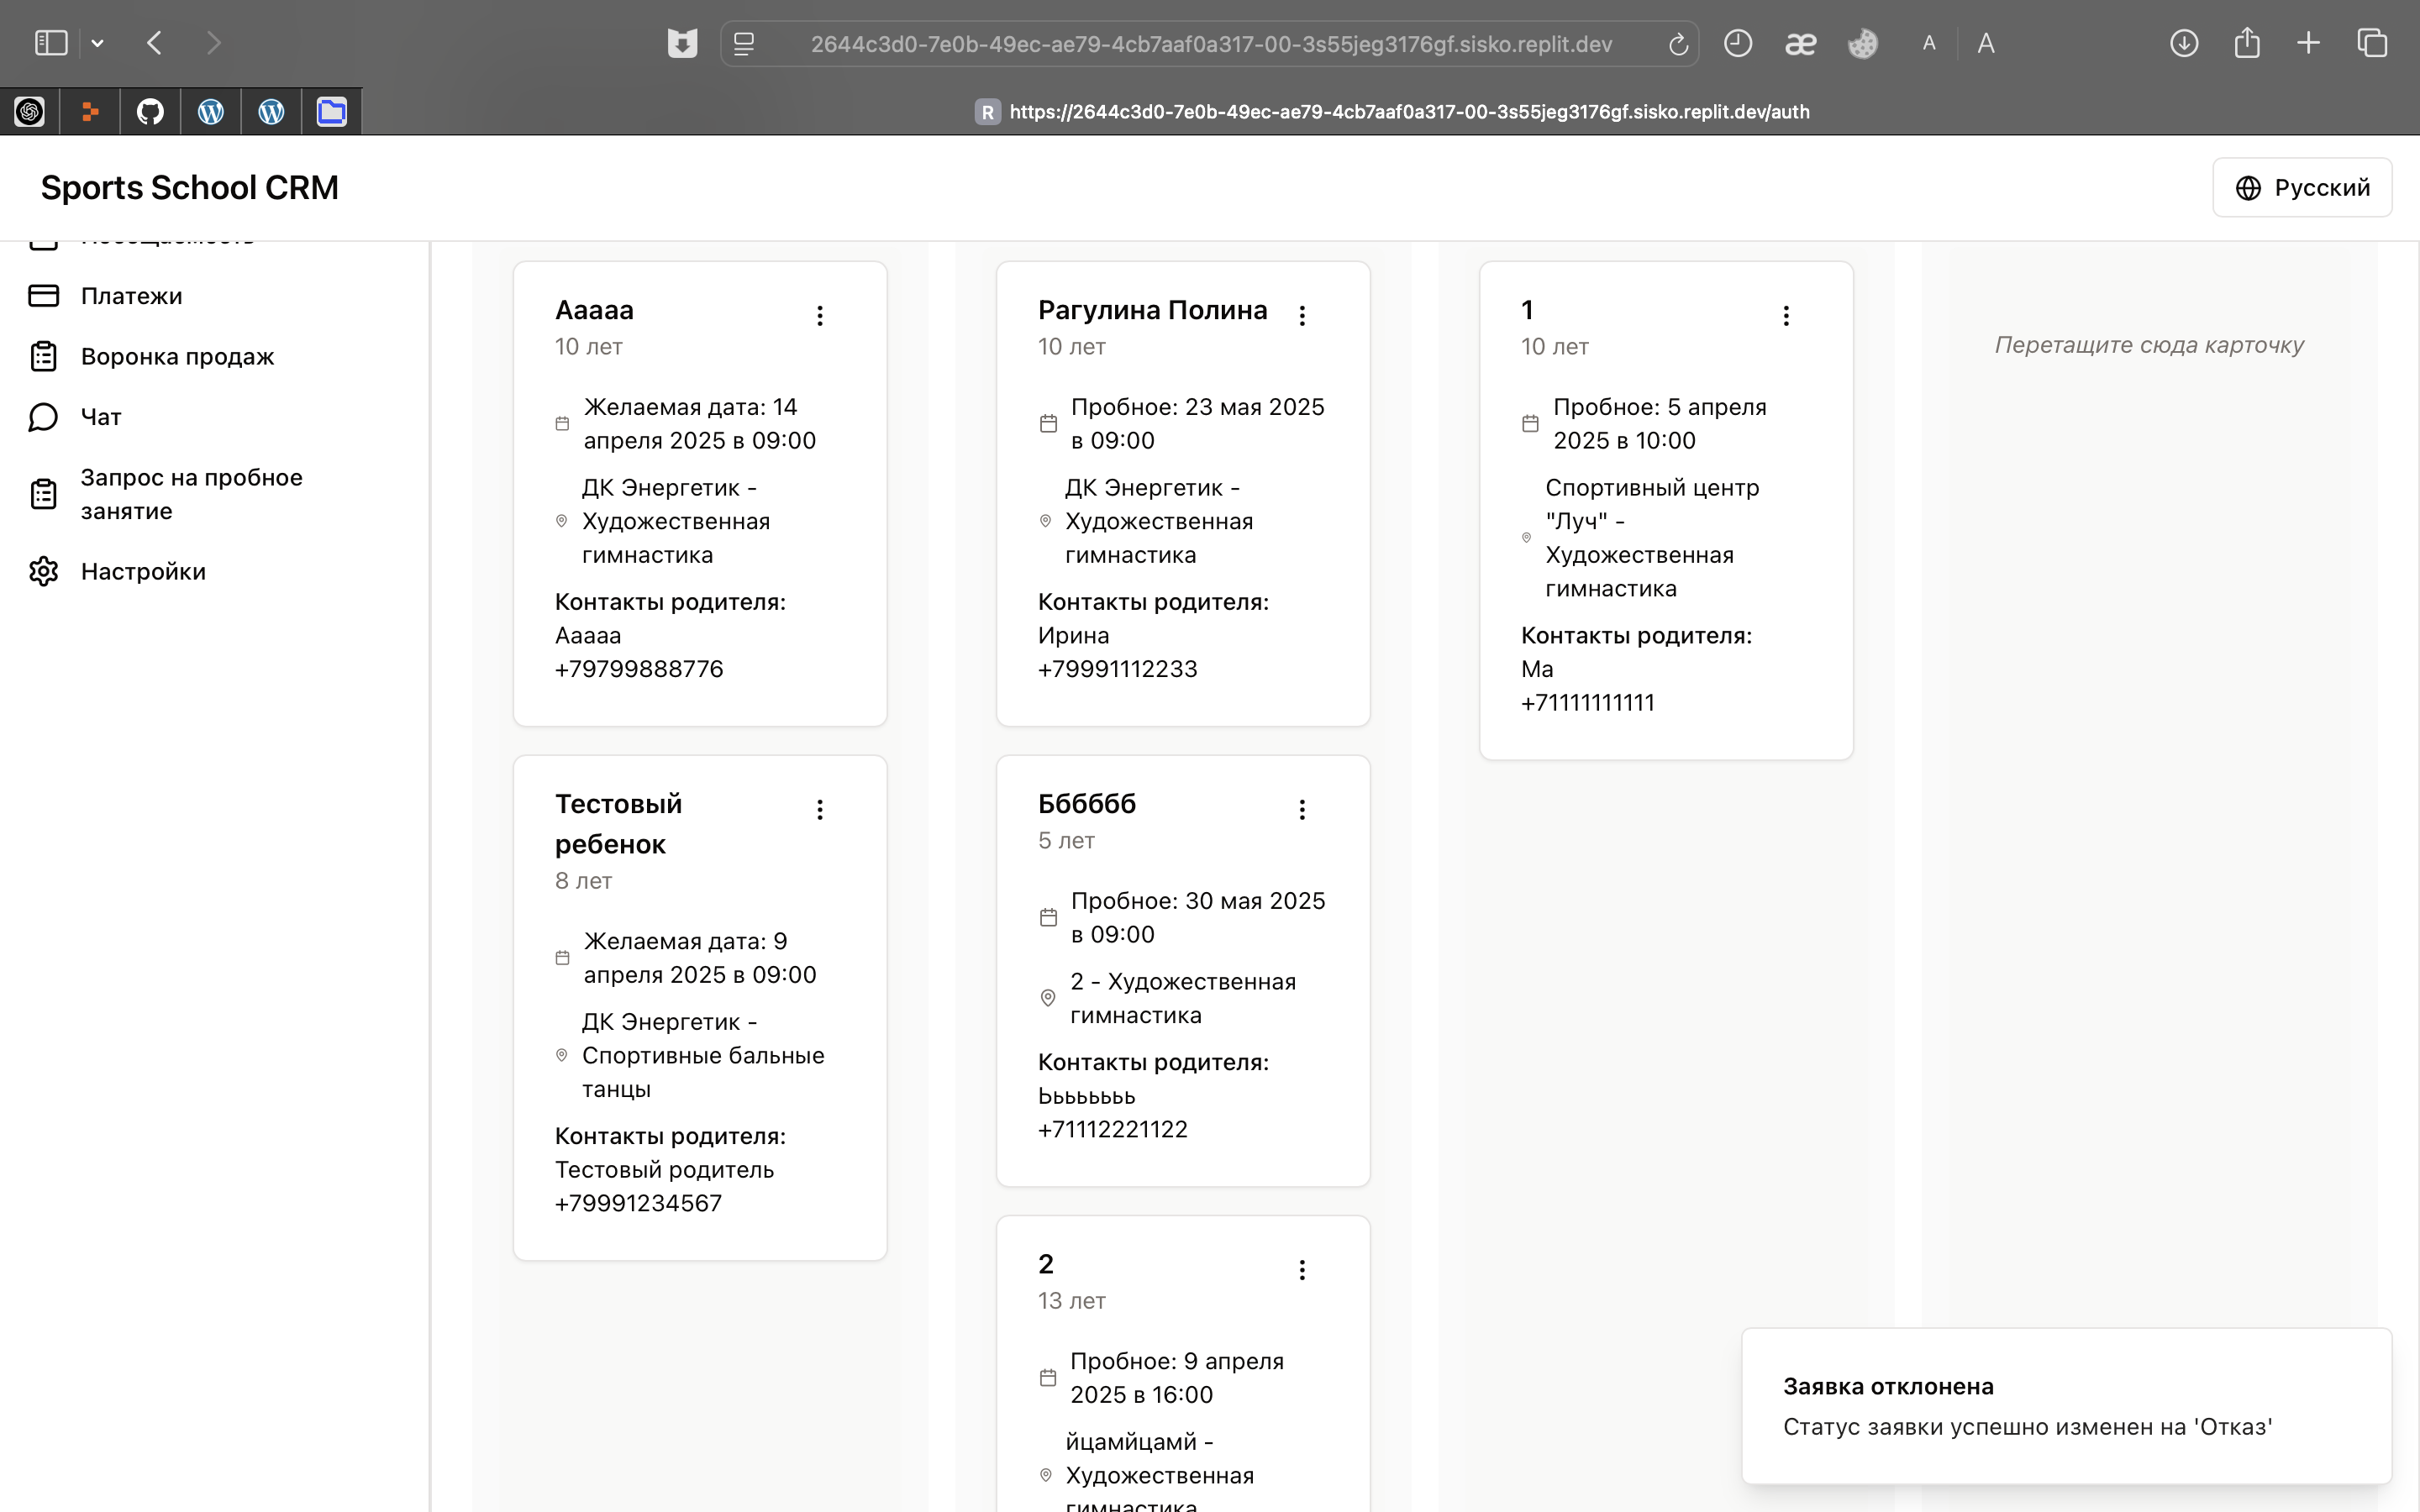 2644c3d0-7e0b-49ec-ae79-4cb7aaf0a317-00-3s55jeg3176gf.sisko.replit.dev
æ
A
A
R https://2644c3d0-7e0b-49ec-ae79-4cb7aaf0a317-00-3s55jeg3176gf.sisko.replit.dev/auth
Sports School CRM
Русский
Платежи
Воронка продаж
Чат
Запрос на пробное
занятие
Настройки
Ааааа
10 лет
Желаемая дата: 14
апреля 2025 в 09:00
ДК Энергетик -
Художественная
гимнастика
Контакты родителя:
Ааааа
+79799888776
Тестовый
ребенок
8 лет
Желаемая дата: 9
апреля 2025 в 09:00
ДК Энергетик -
Спортивные бальные
танцы
Контакты родителя:
Тестовый родитель
+79991234567
Рагулина Полина
10 лет
Пробное: 23 мая 2025
в 09:00
ДК Энергетик -
Художественная
гимнастика
Контакты родителя:
Ирина
+79991112233
Бббббб
5 лет
Пробное: 30 мая 2025
в 09:00
2 - Художественная
гимнастика
Контакты родителя:
Ььььььь
+71112221122
2
13 лет
Пробное: 9 апреля
2025 в 16:00
йцамйцамй -
Художественная
гимнастика
1
10 лет
Пробное: 5 апреля
2025 в 10:00
Спортивный центр
"Луч" -
Художественная
гимнастика
Контакты родителя:
Ма
+71111111111
Перетащите сюда карточку
Заявка отклонена
Статус заявки успешно изменен на 'Отказ'